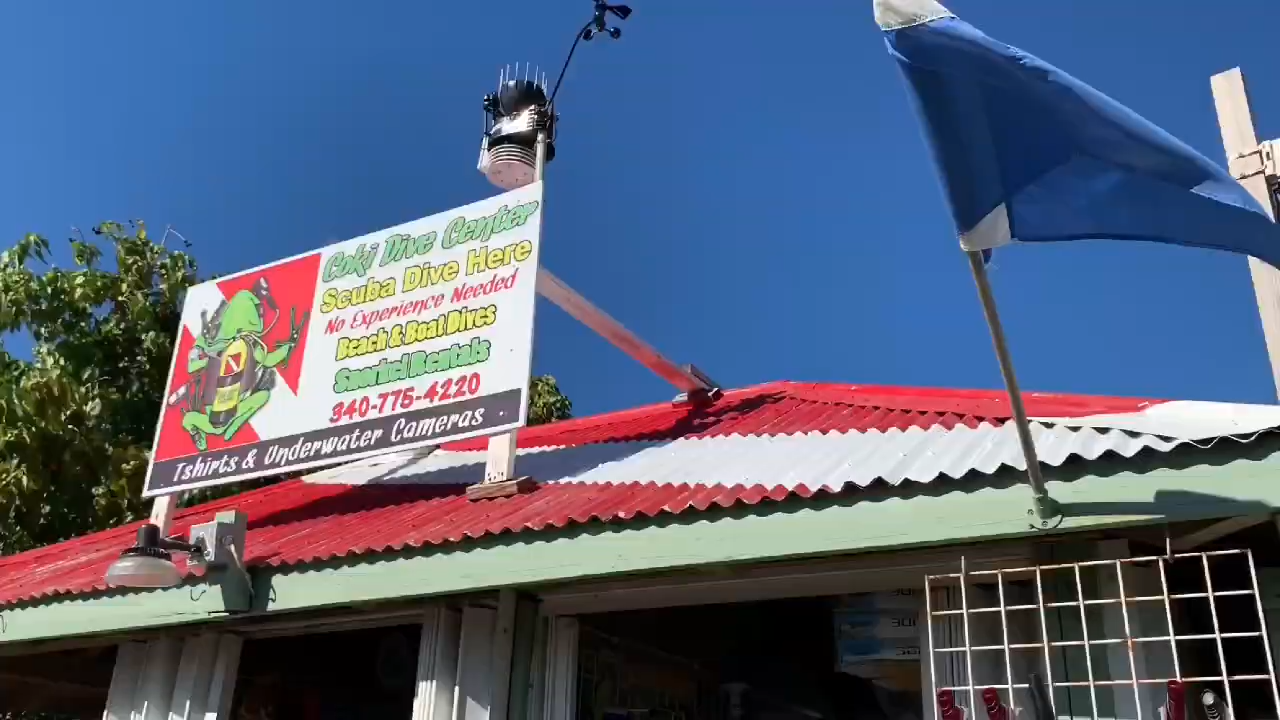 Coki Dive Center
Scuba Dive Here
No Experience Needed
Beach & Boat Dives
Snorkel Rentals
340-775-4220
Tshirts & Underwater Cameras